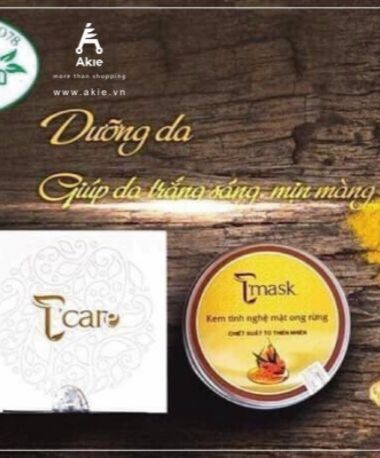 078
AKIE
more than shopping
www.akie.vn
Dưỡng da
Giúp da trắng sáng mịn màng
T'care
Tmask
Kem tinh nghệ mật ong rừng
CHIẾT XUẤT TỪ THIÊN NHIÊN